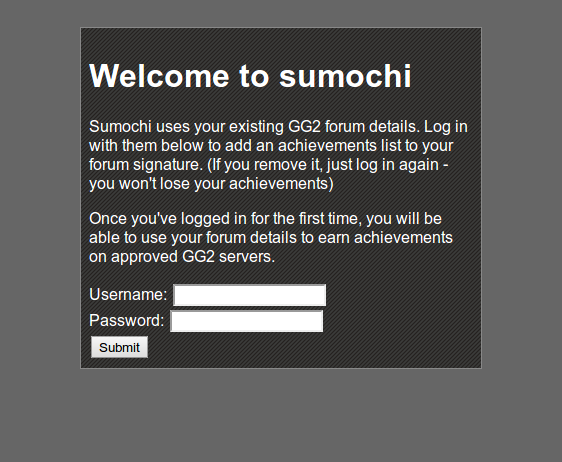 Welcome to sumochi
Sumochi uses your existing GG2 forum details. Log in
with them below to add an achievements list to your
forum signature. (If you remove it, just log in again -
you won't lose your achievements)
Once you've logged in for the first time, you will be
able to use your forum details to earn achievements
on approved GG2 servers.
Username:
Password:
Submit